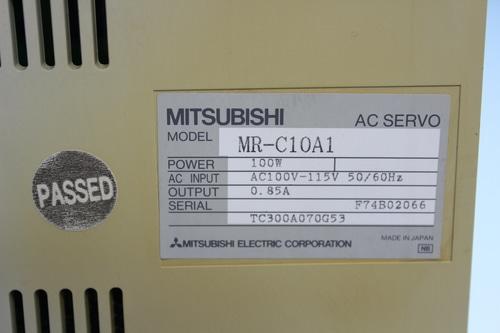 MITSUBISHI AC SERVO
MODEL MR-C10A1
POWER 100W
AC INPUT AC100V-115V 50/60Hz
OUTPUT 0.85A
SERIAL F74B02066
TC300A070G53
MITSUBISHI ELECTRIC CORPORATION
MADE IN JAPAN
NB
PASSED